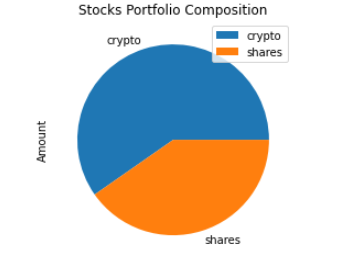 Stocks Portfolio Composition
crypto
crypto
shares
Amount
shares